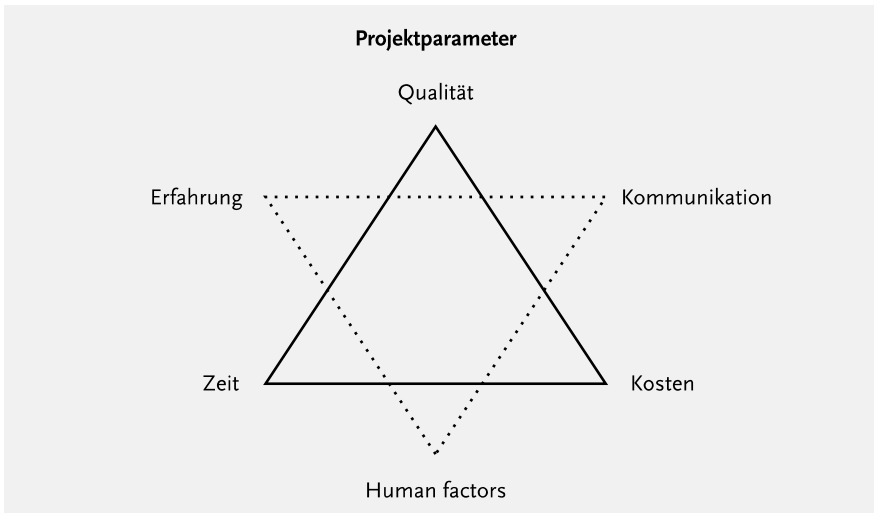 Projektparameter
Qualität
Erfahrung
Kommunikation
Zeit
Kosten
Human factors